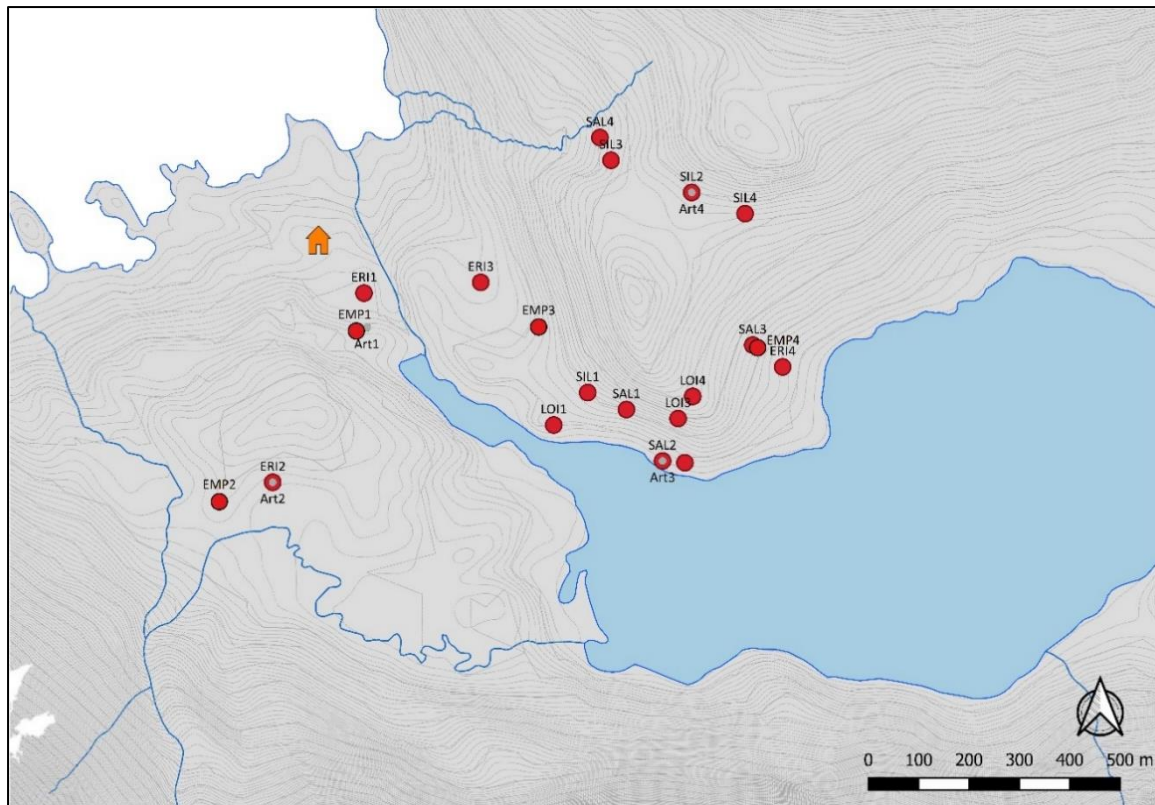 SAL4
SIL3
SIL2
Art4
SIL4
ERI3
ERI1
EMP1
Art1
EMP3
SAL3
EMP4
ERI4
SIL1
SAL1
LOI4
LOI3
LOI1
SAL2
Art3
ERI2
Art2
EMP2
0 100 200 300 400 500 m